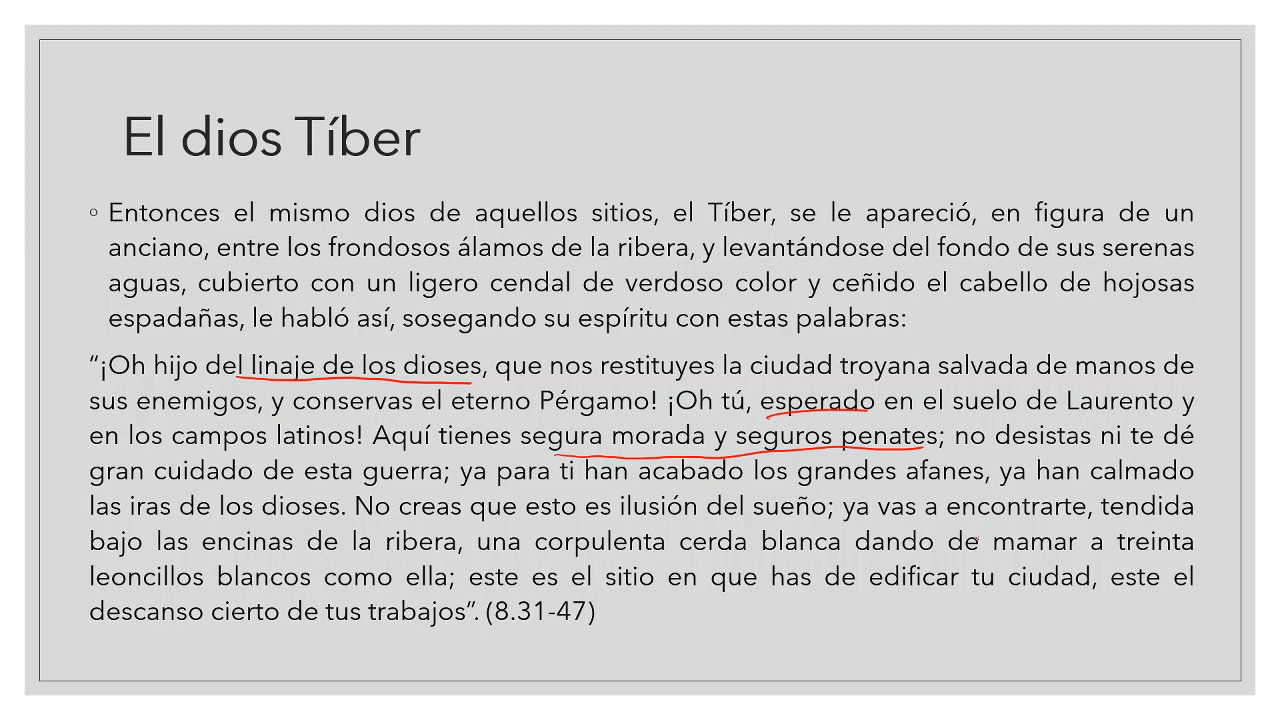 El dios Tíber
◦ Entonces el mismo dios de aquellos sitios, el Tíber, se le apareció, en figura de un
anciano, entre los frondosos álamos de la ribera, y levantándose del fondo de sus serenas
aguas, cubierto con un ligero cendal de verdoso color y ceñido el cabello de hojosas
espadañas, le habló así, sosegando su espíritu con estas palabras:
“¡Oh hijo del linaje de los dioses, que nos restituyes la ciudad troyana salvada de manos de
sus enemigos, y conservas el eterno Pérgamo! ¡Oh tú, esperado en el suelo de Laurento y
en los campos latinos! Aquí tienes segura morada y seguros penates; no desistas ni te dé
gran cuidado de esta guerra; ya para ti han acabado los grandes afanes, ya han calmado
las iras de los dioses. No creas que esto es ilusión del sueño; ya vas a encontrarte, tendida
bajo las encinas de la ribera, una corpulenta cerda blanca dando de mamar a treinta
leoncillos blancos como ella; este es el sitio en que has de edificar tu ciudad, este el
descanso cierto de tus trabajos”. (8.31-47)